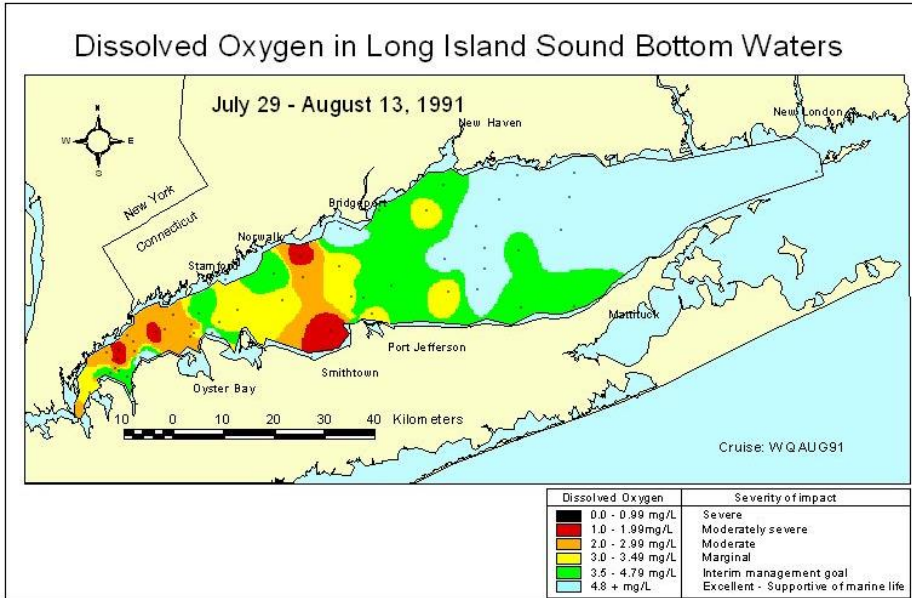 Dissolved Oxygen in Long Island Sound Bottom Waters
July 29 - August 13, 1991
N
W E
S
New London
New Haven
Bridgeport
New York
Connecticut
Norwalk
Stamford
Mattituck
Port Jefferson
Smithtown
Oyster Bay
10 0 10 20 30 40 Kilometers
Cruise: WQAUG91
Dissolved Oxygen Severity of impact
0.0 - 0.99 mg/L Severe
1.0 - 1.99mg/L Moderately severe
2.0 - 2.99 mg/L Moderate
3.0 - 3.49 mg/L Marginal
3.5 - 4.79 mg/L Interim management goal
4.8 + mg/L Excellent - Supportive of marine life